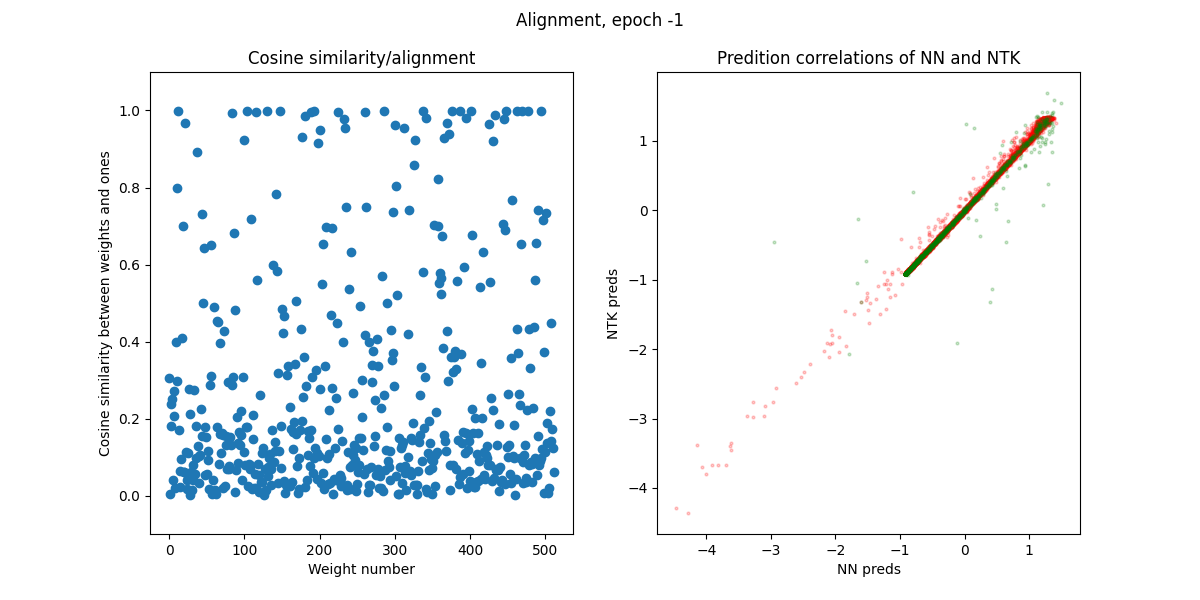 Alignment, epoch -1
Cosine similarity/alignment
Cosine similarity between weights and ones
1.0
0.8
0.6
0.4
0.2
0.0
0 100 200 300 400 500
Weight number
Predition correlations of NN and NTK
NTK preds
1
0
−1
−2
−3
−4
−4 −3 −2 −1 0 1
NN preds